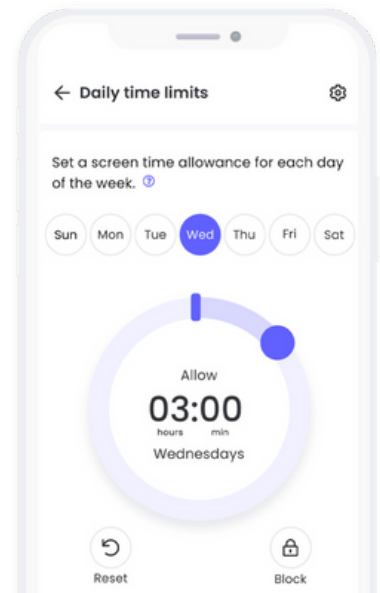 Daily time limits
Set a screen time allowance for each day
of the week.
Sun Mon Tue Wed Thu Fri Sat
Allow
03:00
hours min
Wednesdays
Reset Block